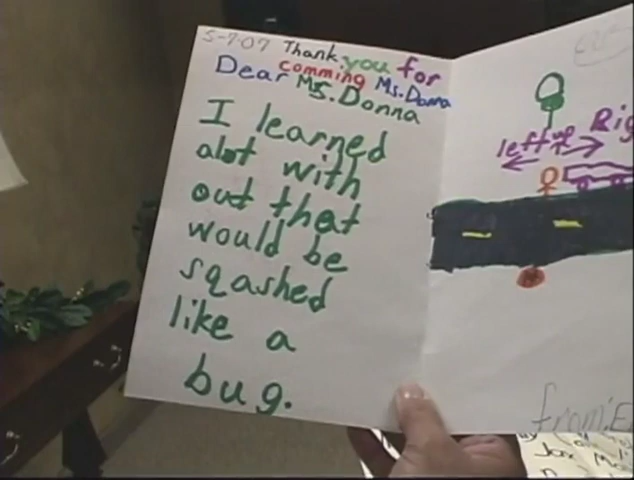 5-7-07 Thank you for
comming Ms. Donna
Dear Ms. Donna
I learned
alot with
out that
would be
sqashed
like a
bug.
left
from: E